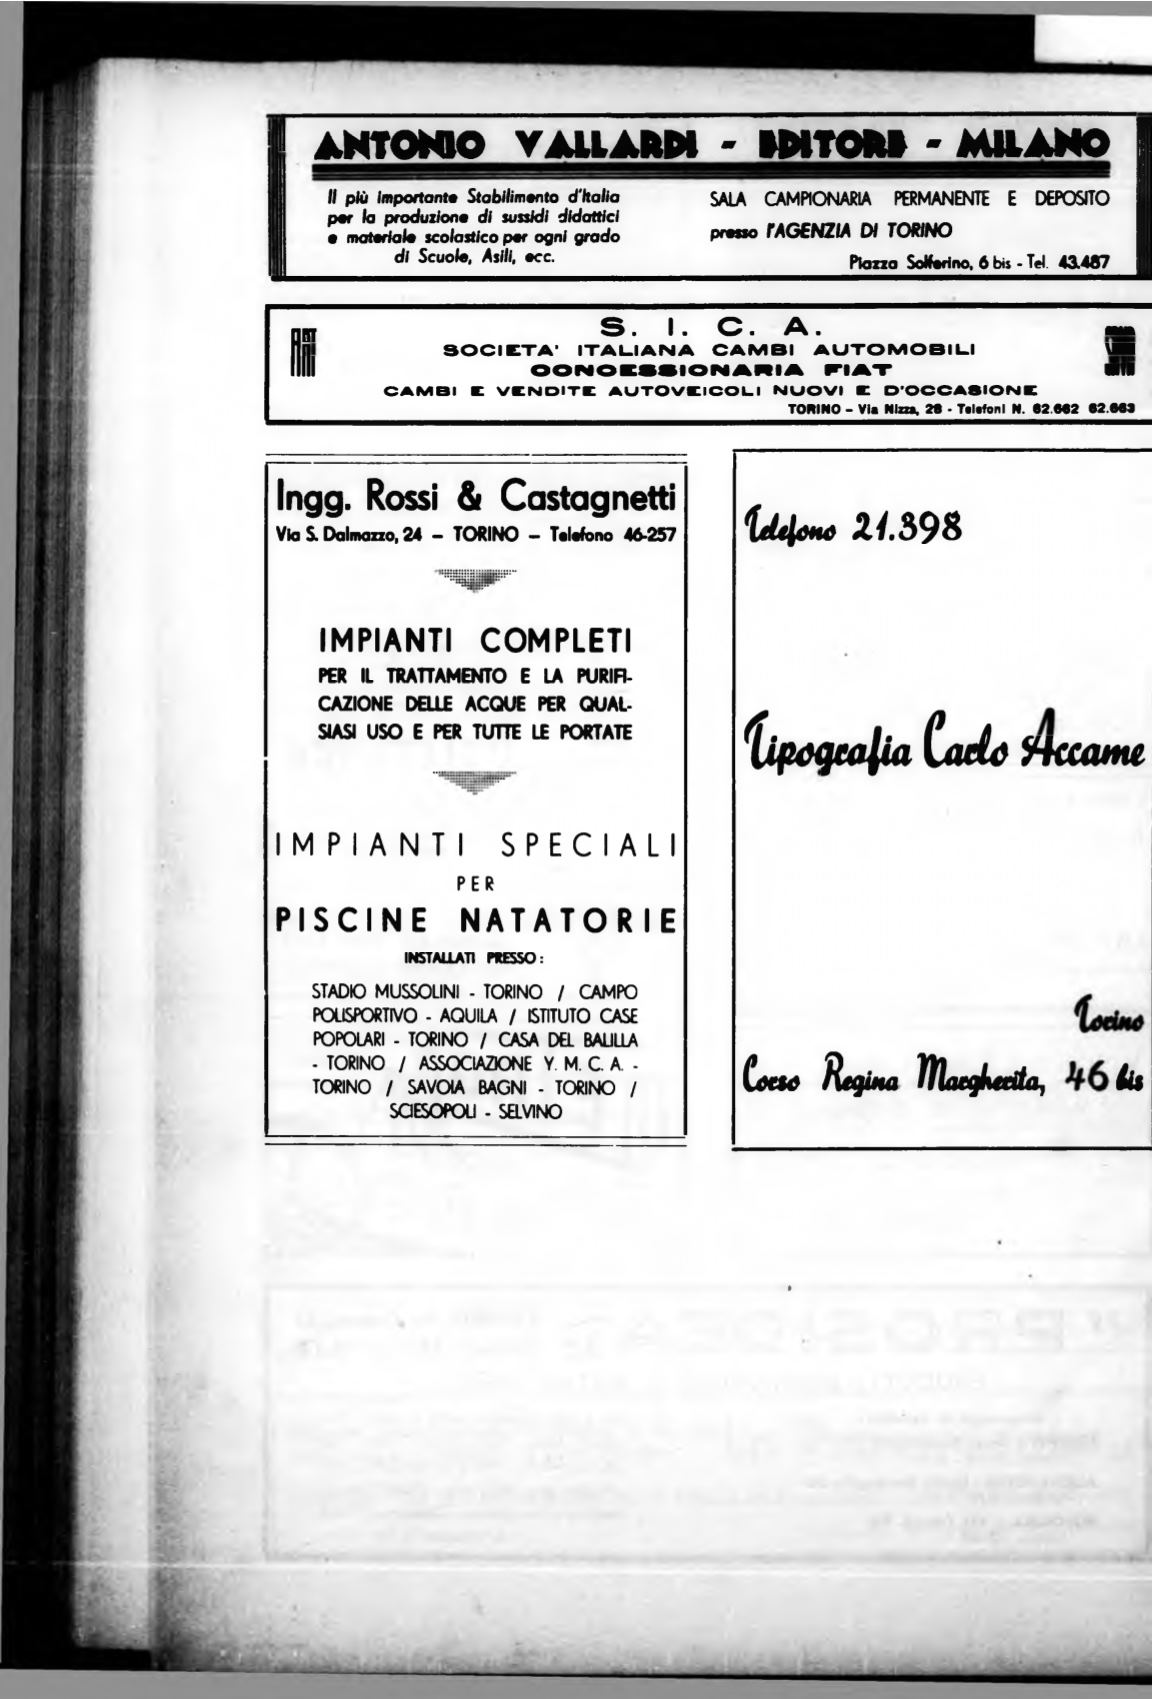 ANTONIO VALLARDI - EDITORE - MILANO
Il più importante Stabilimento d'Italia
per la produzione di sussidi didattici
e materiale scolastico per ogni grado
di Scuole, Asili, ecc.
SALA CAMPIONARIA PERMANENTE E DEPOSITO
presso l'AGENZIA DI TORINO
Piazza Solferino, 6 bis - Tel. 43.487
S. I. C. A.
SOCIETA' ITALIANA CAMBI AUTOMOBILI
CONCESSIONARIA FIAT
CAMBI E VENDITE AUTOVEICOLI NUOVI E D'OCCASIONE
TORINO - Via Nizza, 28 - Telefoni N. 62.662 62.663
Ingg. Rossi & Castagnetti
Via S. Dalmazzo, 24 - TORINO - Telefono 46-257
IMPIANTI COMPLETI
PER IL TRATTAMENTO E LA PURIFI-
CAZIONE DELLE ACQUE PER QUAL-
SIASI USO E PER TUTTE LE PORTATE
IMPIANTI SPECIALI
PER
PISCINE NATATORIE
INSTALLATI PRESSO:
STADIO MUSSOLINI - TORINO / CAMPO
POLISPORTIVO - AQUILA / ISTITUTO CASE
POPOLARI - TORINO / CASA DEL BALILLA
- TORINO / ASSOCIAZIONE Y. M. C. A. -
TORINO / SAVOIA BAGNI - TORINO /
SCIESOPOLI - SELVINO
Telefono 21.398
Tipografia Carlo Accame
Torino
Corso Regina Margherita, 46 bis